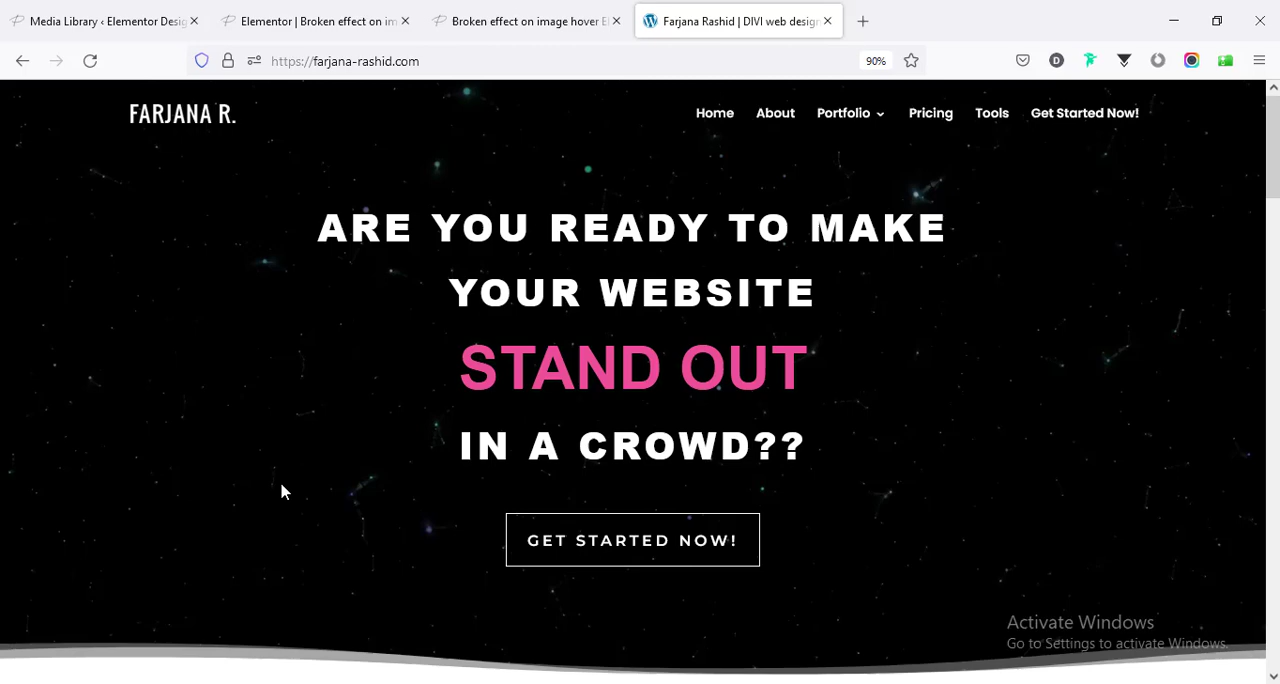 Media Library ‹ Elementor Desig
Elementor | Broken effect on im
Broken effect on image hover El
Farjana Rashid | DIVI web design
https://farjana-rashid.com
90%
FARJANA R.
Home
About
Portfolio
Pricing
Tools
Get Started Now!
ARE YOU READY TO MAKE
YOUR WEBSITE
STAND OUT
IN A CROWD??
GET STARTED NOW!
Activate Windows
Go to Settings to activate Windows.